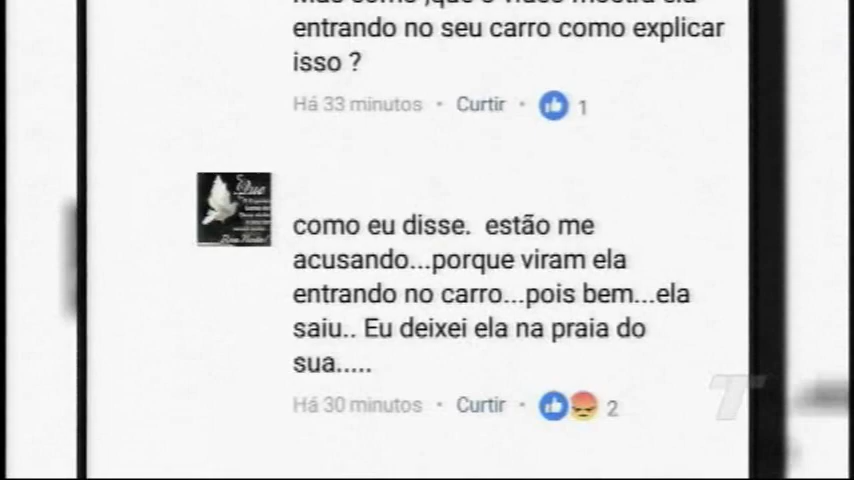 entrando no seu carro como explicar
isso ?
Há 33 minutos · Curtir · 1
Que
como eu disse. estão me
acusando...porque viram ela
entrando no carro...pois bem...ela
saiu.. Eu deixei ela na praia do
sua.....
Há 30 minutos · Curtir · 2
T